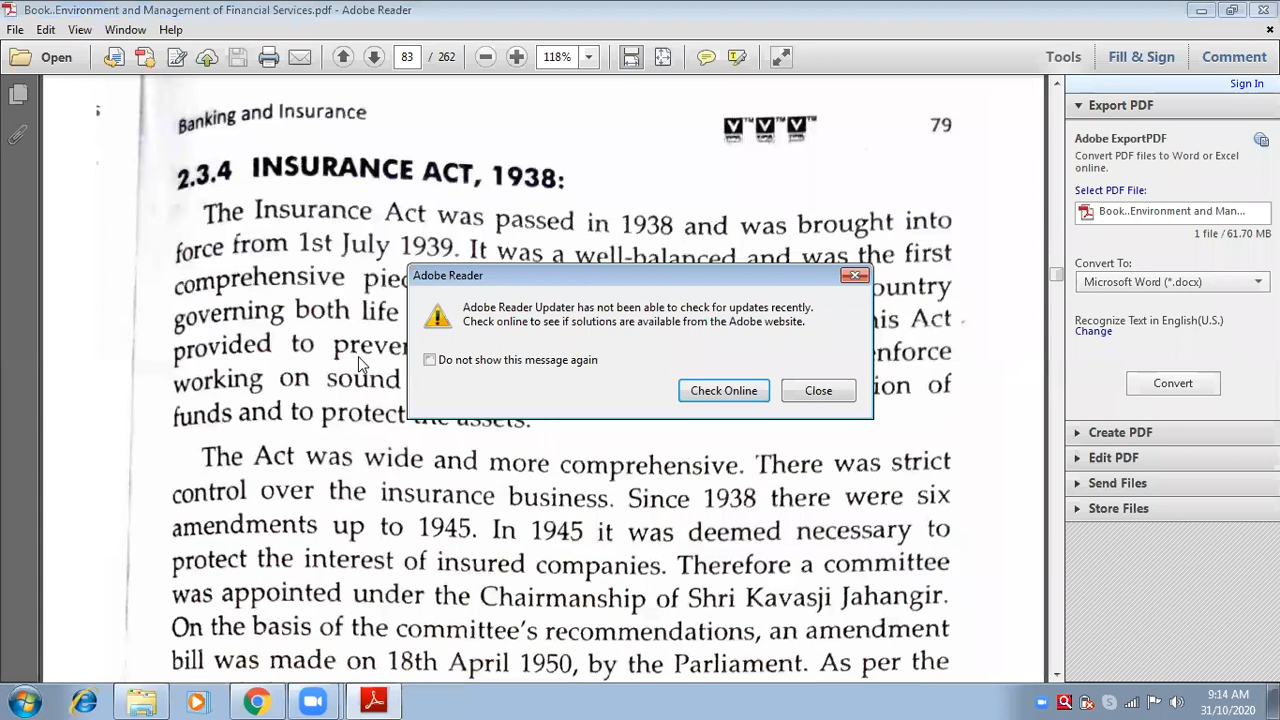 Book..Environment and Management of Financial Services.pdf - Adobe Reader
File Edit View Window Help
Open 83 / 262 118% Tools Fill & Sign Comment
Sign In
Export PDF
Adobe ExportPDF
Convert PDF files to Word or Excel
online.
Select PDF File:
Book..Environment and Man...
1 file / 61.70 MB
Convert To:
Microsoft Word (*.docx)
Recognize Text in English(U.S.)
Change
Convert
Create PDF
Edit PDF
Send Files
Store Files
Banking and Insurance 79
2.3.4 INSURANCE ACT, 1938:
The Insurance Act was passed in 1938 and was brought into
force from 1st July 1939. It was a well-balanced and was the first
comprehensive
governing both life
provided to
working on sound
funds and to protect the assets.
Adobe Reader
Adobe Reader Updater has not been able to check for updates recently.
Check online to see if solutions are available from the Adobe website.
Do not show this message again
Check Online Close
The Act was wide and more comprehensive. There was strict
control over the insurance business. Since 1938 there were six
amendments up to 1945. In 1945 it was deemed necessary to
protect the interest of insured companies. Therefore a committee
was appointed under the Chairmanship of Shri Kavasji Jahangir.
On the basis of the committee's recommendations, an amendment
bill was made on 18th April 1950, by the Parliament. As per the
9:14 AM
31/10/2020